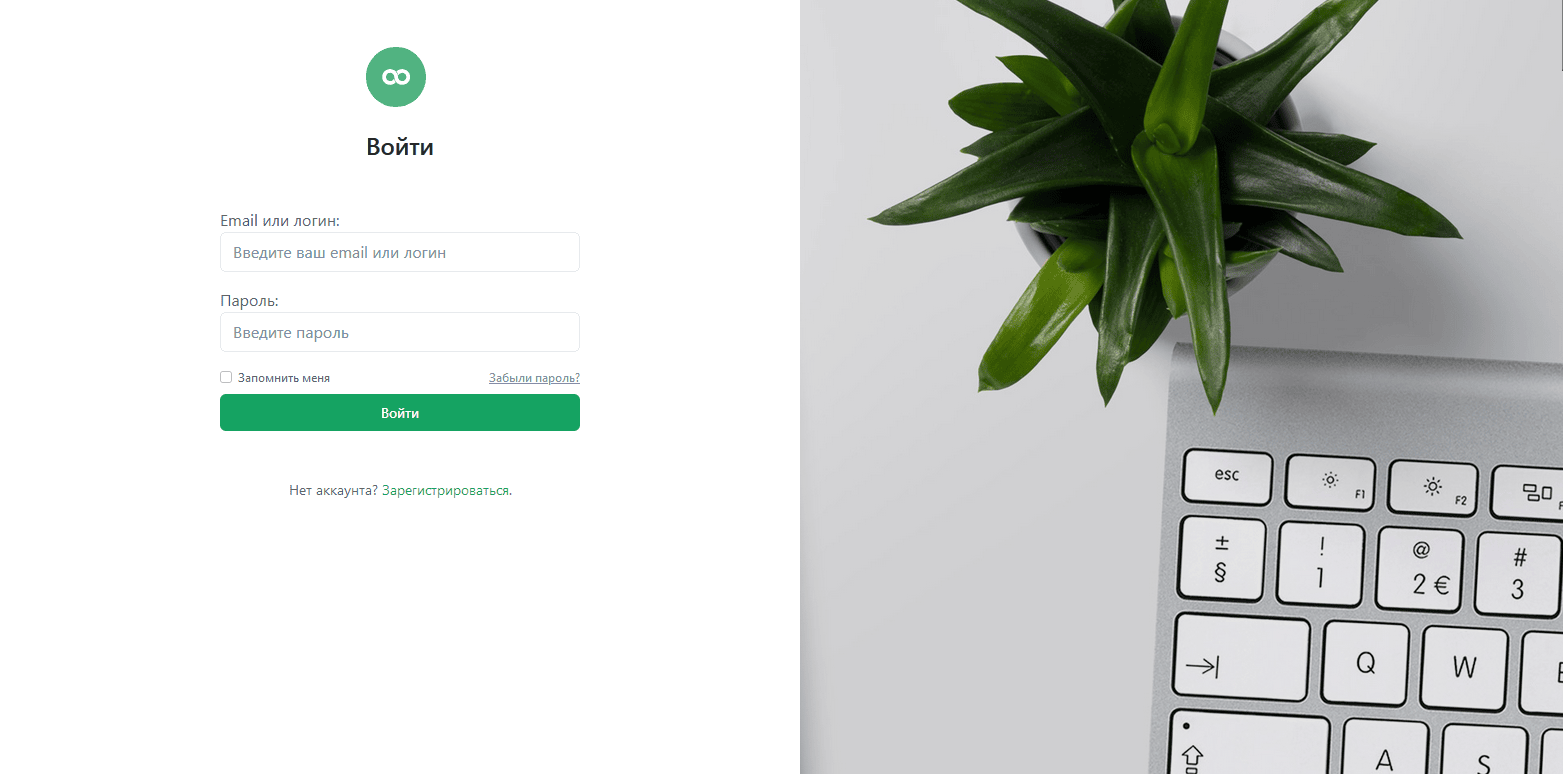 Войти
Email или логин:
Введите ваш email или логин
Пароль:
Введите пароль
Запомнить меня Забыли пароль?
Войти
Нет аккаунта? Зарегистрироваться.
esc F1 F2
± ! @ #
§ 1 2 € 3
Q W
A S